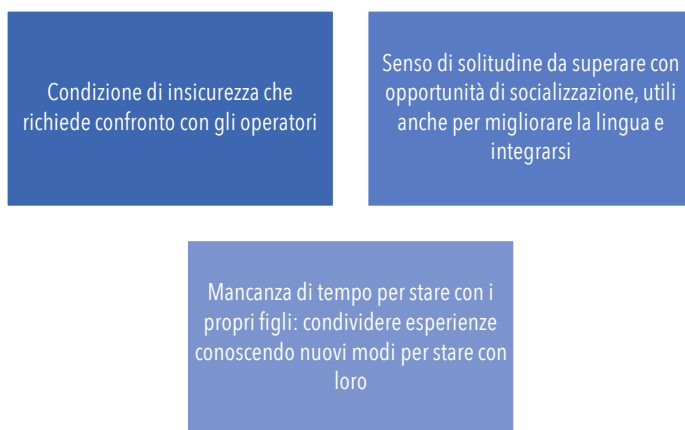 Condizione di insicurezza che
richiede confronto con gli operatori
Senso di solitudine da superare con
opportunità di socializzazione, utili
anche per migliorare la lingua e
integrarsi
Mancanza di tempo per stare con i
propri figli: condividere esperienze
conoscendo nuovi modi per stare con
loro